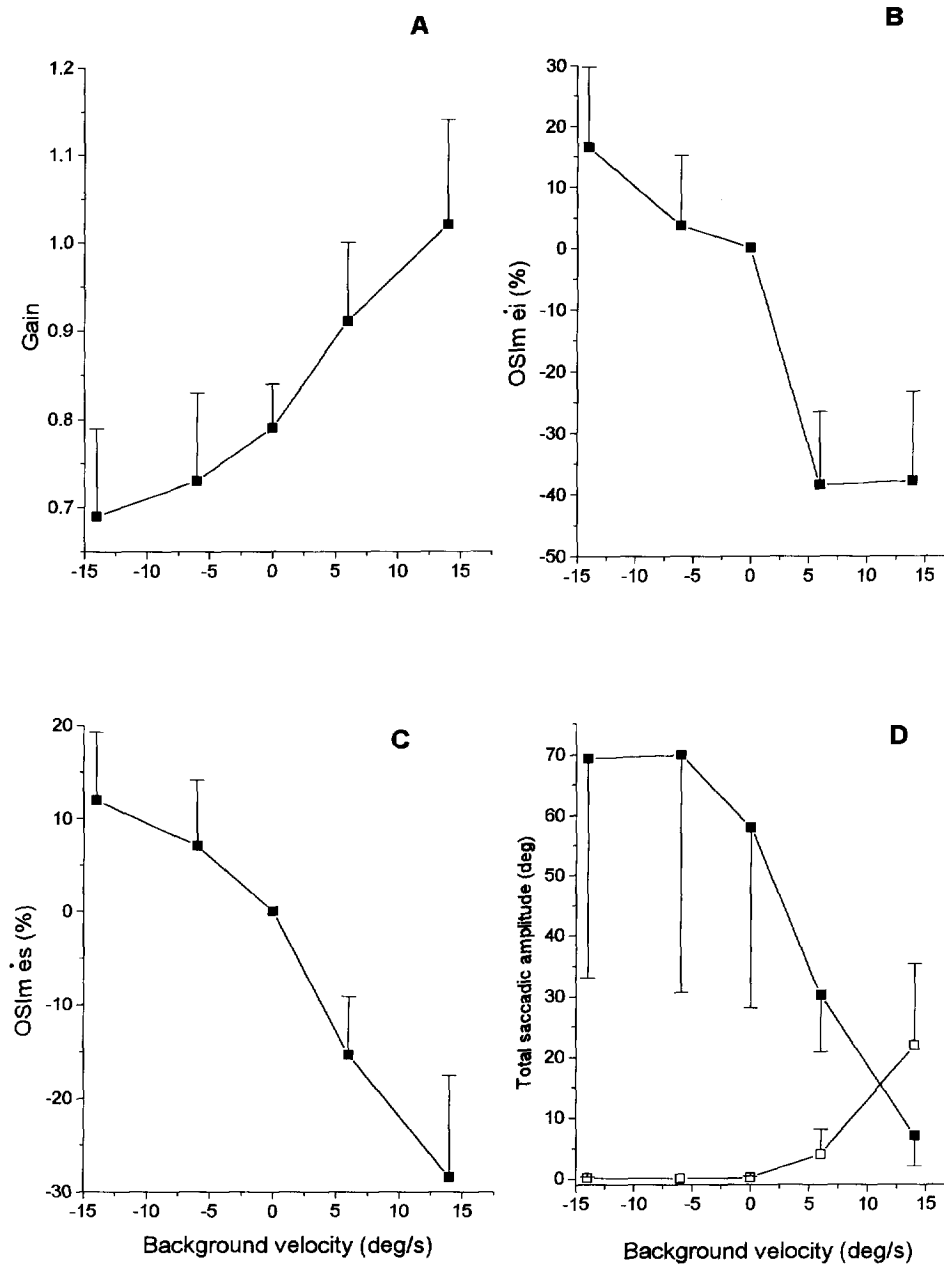 A
1.2
1.1
1.0
0.9
0.8
0.7
Gain
-15 -10 -5 0 5 10 15
B
30
20
10
0
-10
-20
-30
-40
-50
OSIm ėi (%)
-15 -10 -5 0 5 10 15
C
20
10
0
-10
-20
-30
OSIm ės (%)
-15 -10 -5 0 5 10 15
Background velocity (deg/s)
D
70
60
50
40
30
20
10
0
Total saccadic amplitude (deg)
-15 -10 -5 0 5 10 15
Background velocity (deg/s)